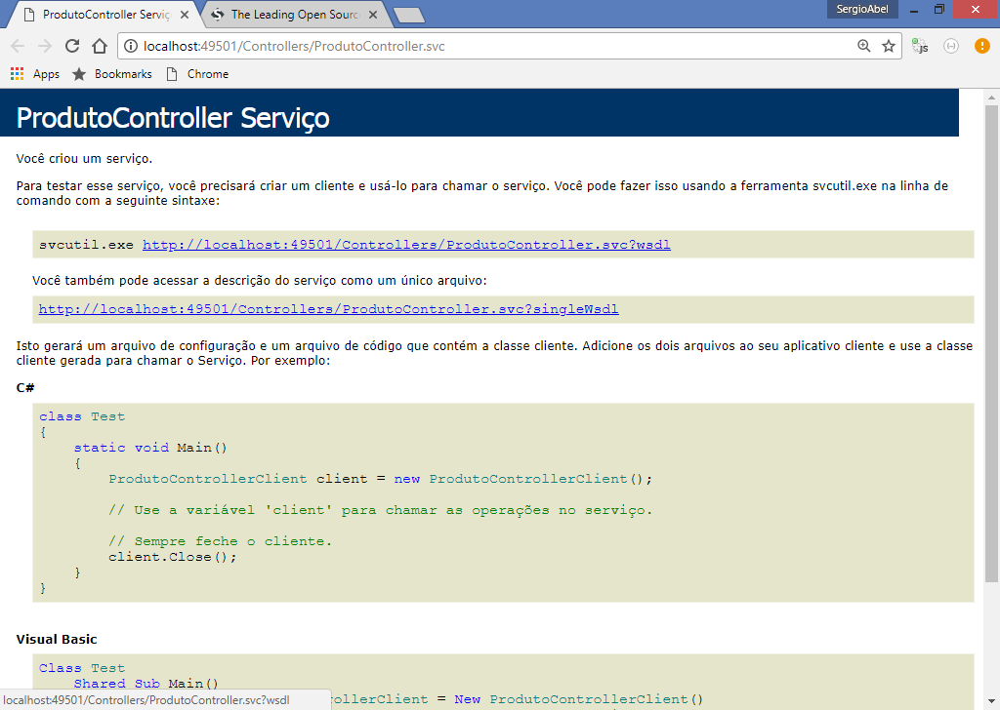 ProdutoController Serviç
The Leading Open Sourc
SergioAbel
localhost:49501/Controllers/ProdutoController.svc
JS
Apps
Bookmarks
Chrome
ProdutoController Serviço
Você criou um serviço.
Para testar esse serviço, você precisará criar um cliente e usá-lo para chamar o serviço. Você pode fazer isso usando a ferramenta svcutil.exe na linha de
comando com a seguinte sintaxe:
svcutil.exe http://localhost:49501/Controllers/ProdutoController.svc?wsdl
Você também pode acessar a descrição do serviço como um único arquivo:
http://localhost:49501/Controllers/ProdutoController.svc?singleWsdl
Isto gerará um arquivo de configuração e um arquivo de código que contém a classe cliente. Adicione os dois arquivos ao seu aplicativo cliente e use a classe
cliente gerada para chamar o Serviço. Por exemplo:
C#
class Test
{
static void Main()
{
ProdutoControllerClient client = new ProdutoControllerClient();
// Use a variável 'client' para chamar as operações no serviço.
// Sempre feche o cliente.
client.Close();
}
}
Visual Basic
Class Test
Shared Sub Main()
rollerClient = New ProdutoControllerClient()
localhost:49501/Controllers/ProdutoController.svc?wsdl